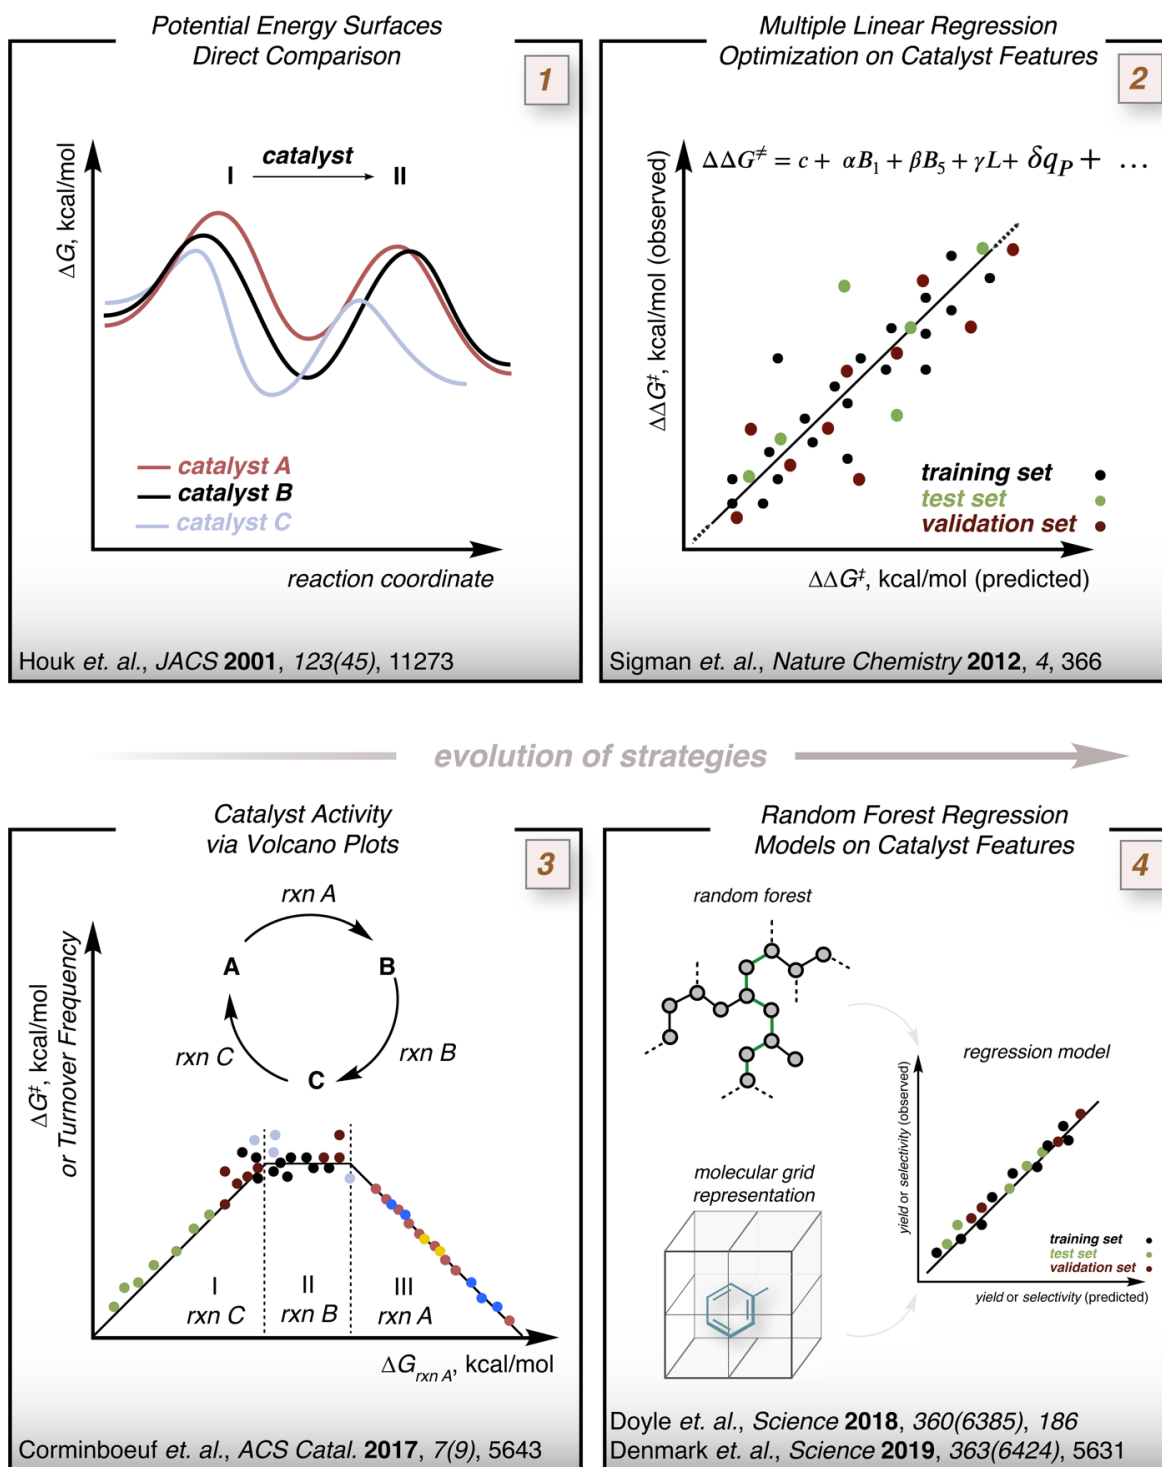 Potential Energy Surfaces
Direct Comparison
1
ΔG, kcal/mol
catalyst
I
II
catalyst A
catalyst B
catalyst C
reaction coordinate
Houk et. al., JACS 2001, 123(45), 11273
Multiple Linear Regression
Optimization on Catalyst Features
2
ΔΔG≠ = c + αB₁ + βB₅ + γL + δqP + ...
ΔΔG‡, kcal/mol (observed)
training set
test set
validation set
ΔΔG‡, kcal/mol (predicted)
Sigman et. al., Nature Chemistry 2012, 4, 366
evolution of strategies
Catalyst Activity
via Volcano Plots
3
ΔG‡, kcal/mol
or Turnover Frequency
rxn A
A
B
rxn C
rxn B
C
I
II
III
rxn C
rxn B
rxn A
ΔGrxn A, kcal/mol
Corminboeuf et. al., ACS Catal. 2017, 7(9), 5643
Random Forest Regression
Models on Catalyst Features
4
random forest
regression model
yield or selectivity (observed)
molecular grid
representation
training set
test set
validation set
yield or selectivity (predicted)
Doyle et. al., Science 2018, 360(6385), 186
Denmark et. al., Science 2019, 363(6424), 5631